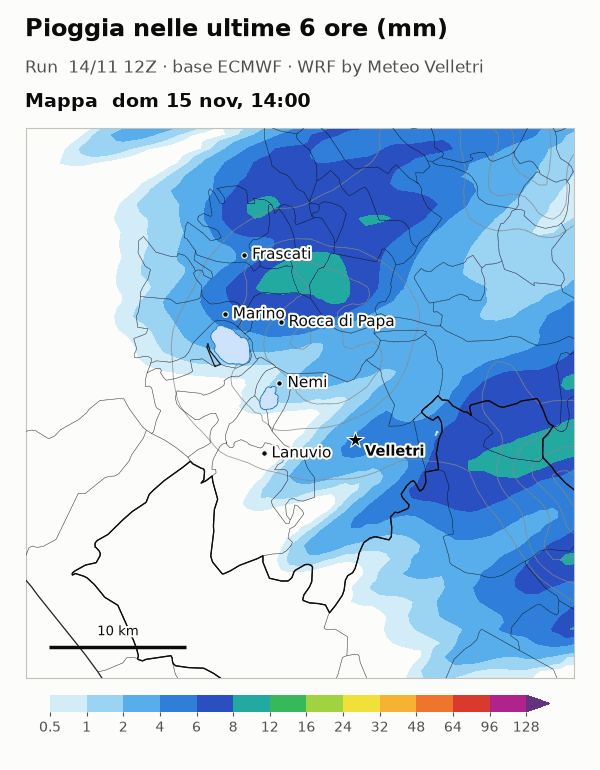 Pioggia nelle ultime 6 ore (mm)
Run  14/11 12Z · base ECMWF · WRF by Meteo Velletri
Mappa  dom 15 nov, 14:00
Frascati
Marino
Rocca di Papa
Nemi
Velletri
Lanuvio
10 km
0.5 1 2 4 6 8 12 16 24 32 48 64 96 128